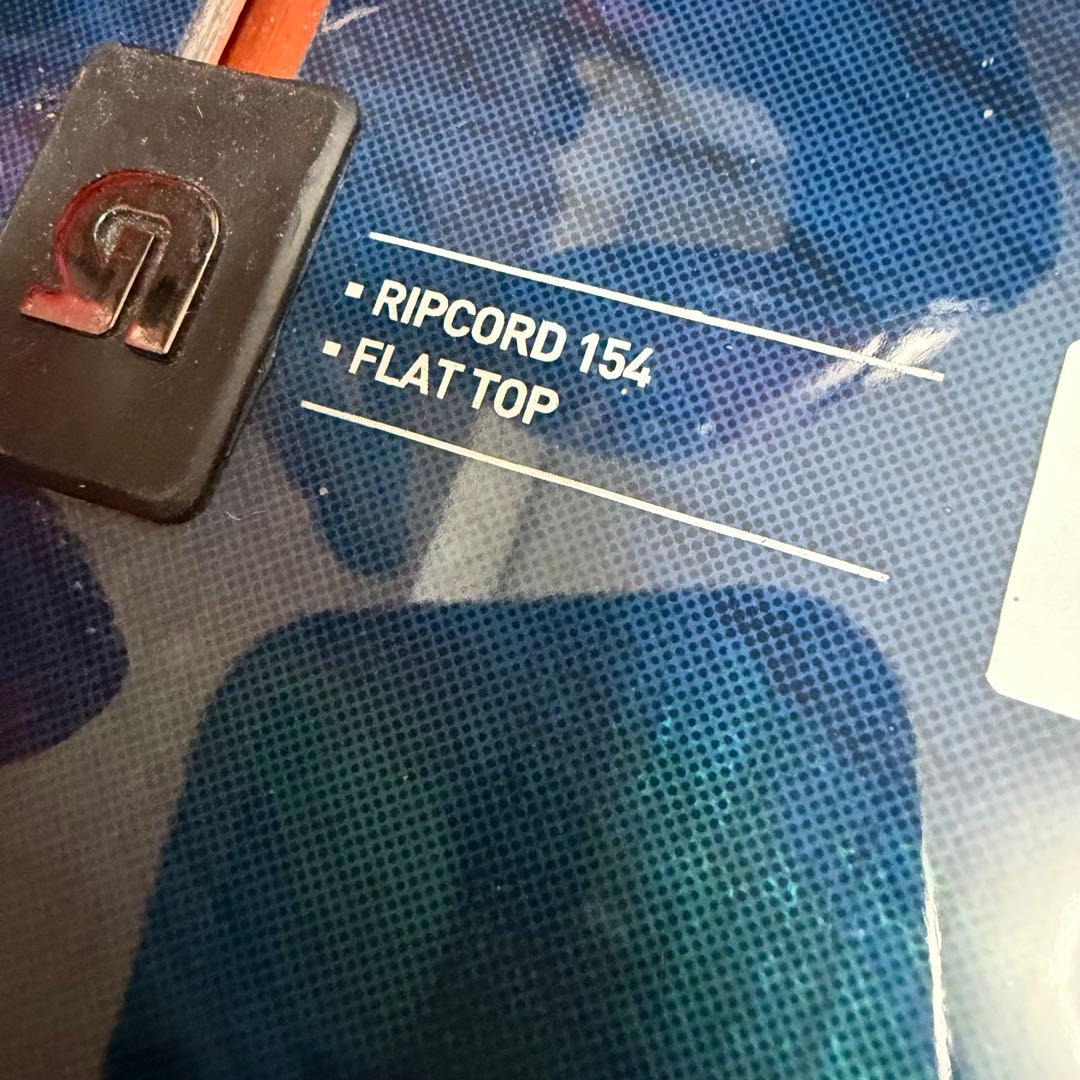 ▪ RIPCORD 154
▪ FLAT TOP